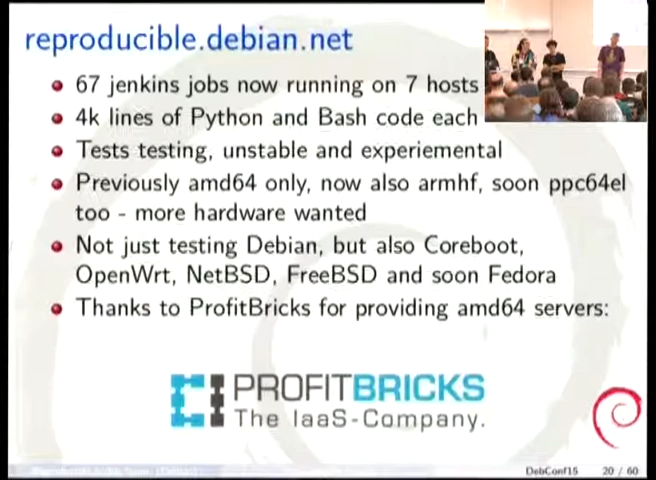 reproducible.debian.net
67 jenkins jobs now running on 7 hosts
4k lines of Python and Bash code each
Tests testing, unstable and experiemental
Previously amd64 only, now also armhf, soon ppc64el
too - more hardware wanted
Not just testing Debian, but also Coreboot,
OpenWrt, NetBSD, FreeBSD and soon Fedora
Thanks to ProfitBricks for providing amd64 servers:
PROFITBRICKS
The IaaS-Company.
DebConf15 20 / 60